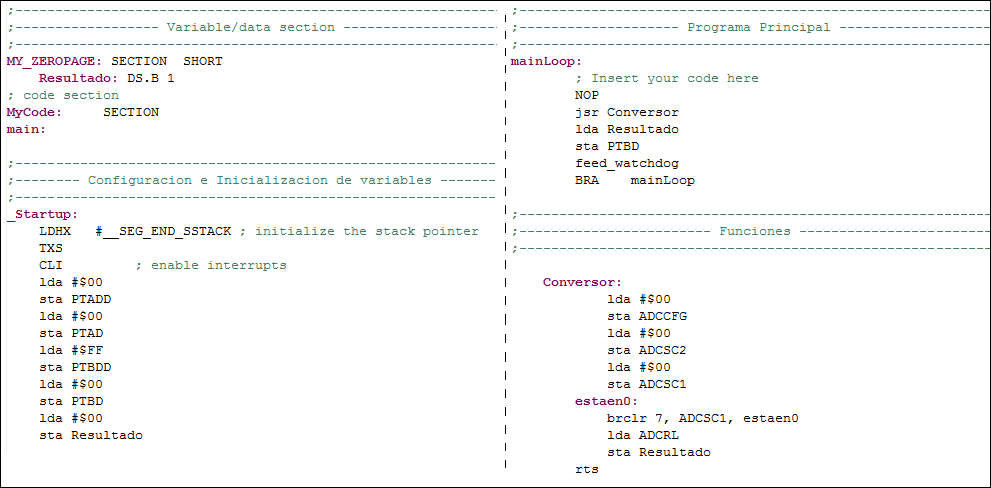 ;------------------------------------------------------------
;------------------ Variable/data section -------------------
;------------------------------------------------------------
MY_ZEROPAGE: SECTION  SHORT
    Resultado: DS.B 1
; code section
MyCode:     SECTION
main:
;------------------------------------------------------------
;-------- Configuracion e Inicializacion de variables -------
;------------------------------------------------------------
_Startup:
    LDHX   #__SEG_END_SSTACK ; initialize the stack pointer
    TXS
    CLI         ; enable interrupts
    lda #$00
    sta PTADD
    lda #$00
    sta PTAD
    lda #$FF
    sta PTBDD
    lda #$00
    sta PTBD
    lda #$00
    sta Resultado
;------------------------------------------------------------
;-------------------- Programa Principal --------------------
;------------------------------------------------------------
mainLoop:
        ; Insert your code here
        NOP
        jsr Conversor
        lda Resultado
        sta PTBD
        feed_watchdog
        BRA    mainLoop
;------------------------------------------------------------
;------------------------ Funciones -------------------------
;------------------------------------------------------------
    Conversor:
            lda #$00
            sta ADCCFG
            lda #$00
            sta ADCSC2
            lda #$00
            sta ADCSC1
        estaen0:
            brclr 7, ADCSC1, estaen0
            lda ADCRL
            sta Resultado
        rts